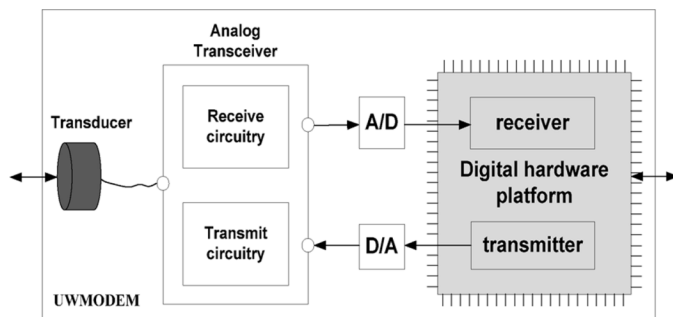 Analog
Transceiver
Transducer
Receive
circuitry
A/D
receiver
Digital hardware
platform
Transmit
circuitry
D/A
transmitter
UWMODEM